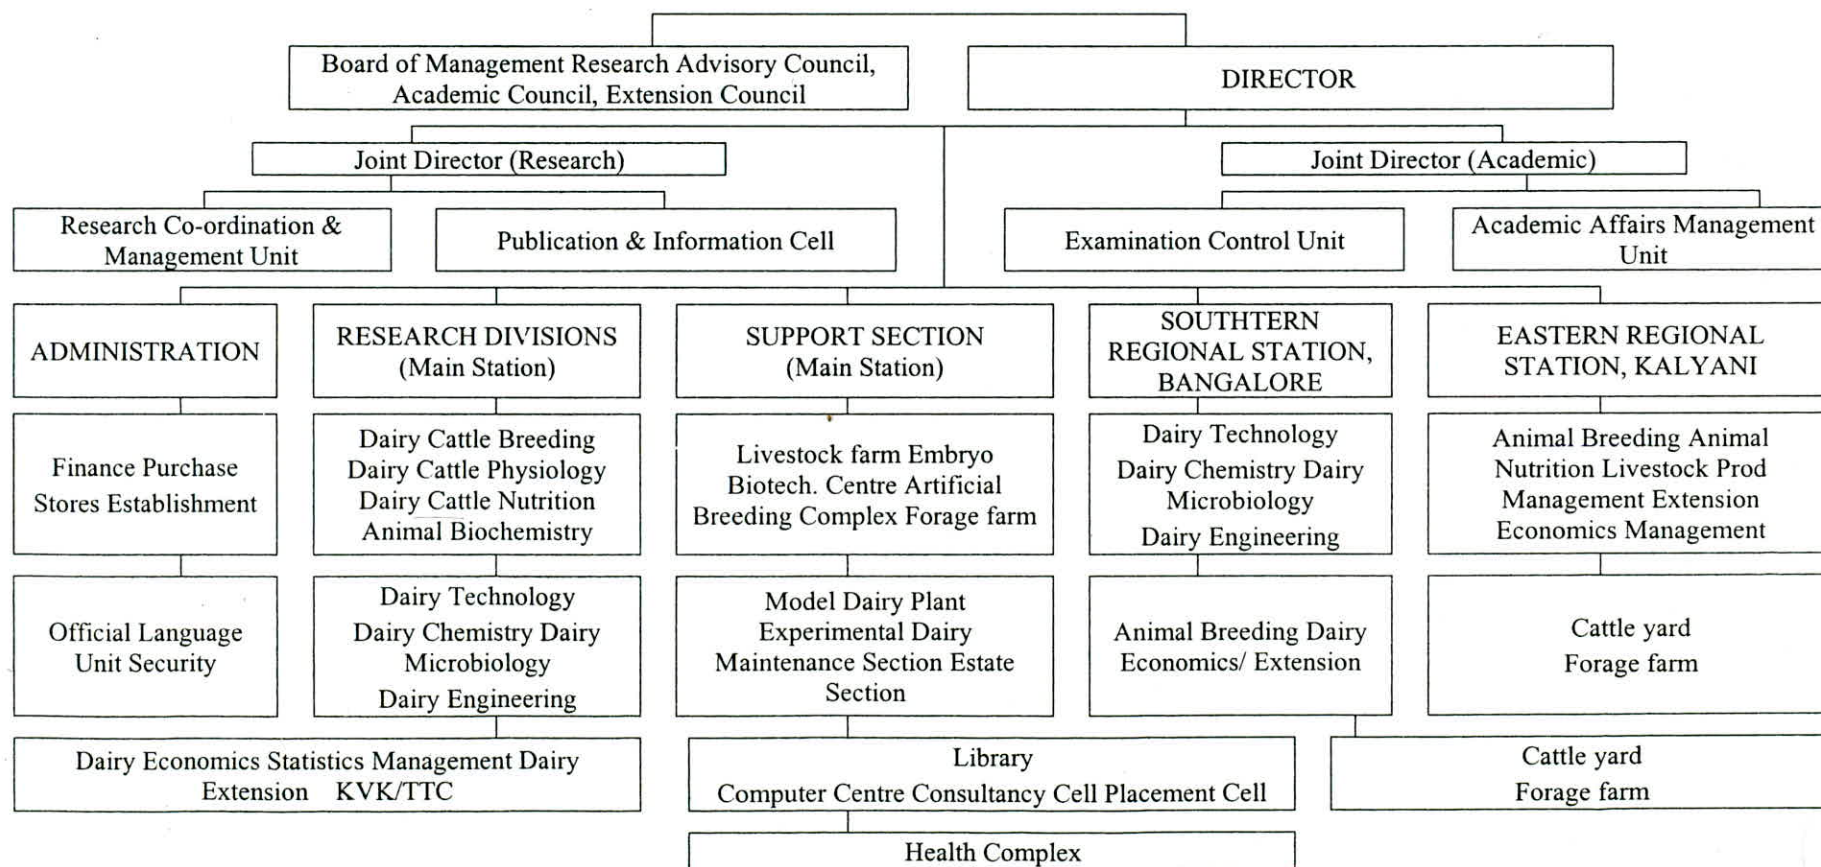 Board of Management Research Advisory Council,
Academic Council, Extension Council
DIRECTOR
Joint Director (Research)
Joint Director (Academic)
Research Co-ordination &
Management Unit
Publication & Information Cell
Examination Control Unit
Academic Affairs Management
Unit
ADMINISTRATION
RESEARCH DIVISIONS
(Main Station)
SUPPORT SECTION
(Main Station)
SOUTHTERN
REGIONAL STATION,
BANGALORE
EASTERN REGIONAL
STATION, KALYANI
Finance Purchase
Stores Establishment
Dairy Cattle Breeding
Dairy Cattle Physiology
Dairy Cattle Nutrition
Animal Biochemistry
Livestock farm Embryo
Biotech. Centre Artificial
Breeding Complex Forage farm
Dairy Technology
Dairy Chemistry Dairy
Microbiology
Dairy Engineering
Animal Breeding Animal
Nutrition Livestock Prod
Management Extension
Economics Management
Official Language
Unit Security
Dairy Technology
Dairy Chemistry Dairy
Microbiology
Dairy Engineering
Model Dairy Plant
Experimental Dairy
Maintenance Section Estate
Section
Animal Breeding Dairy
Economics/ Extension
Cattle yard
Forage farm
Dairy Economics Statistics Management Dairy
Extension KVK/TTC
Library
Computer Centre Consultancy Cell Placement Cell
Cattle yard
Forage farm
Health Complex